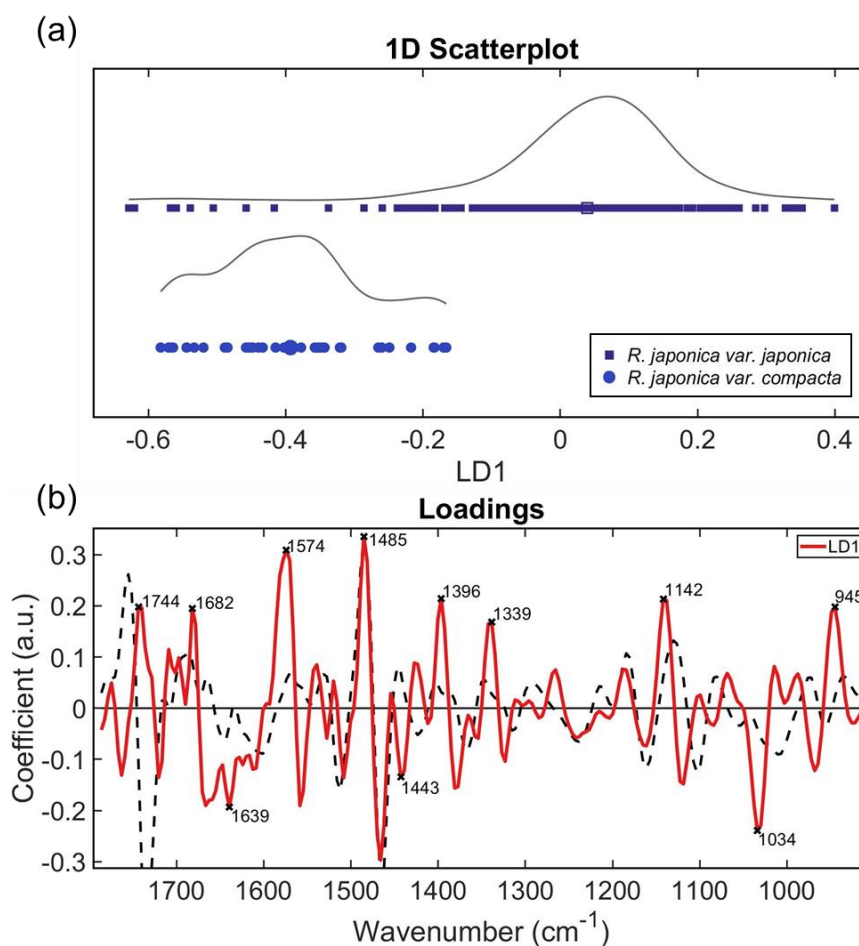 (a)
1D Scatterplot
R. japonica var. japonica
R. japonica var. compacta
-0.6 -0.4 -0.2 0 0.2 0.4
LD1
(b)
Loadings
LD1
0.3
0.2
0.1
0
-0.1
-0.2
-0.3
Coefficient (a.u.)
1744
1682
1639
1574
1485
1443
1396
1339
1142
1034
945
1700 1600 1500 1400 1300 1200 1100 1000
Wavenumber (cm-1)